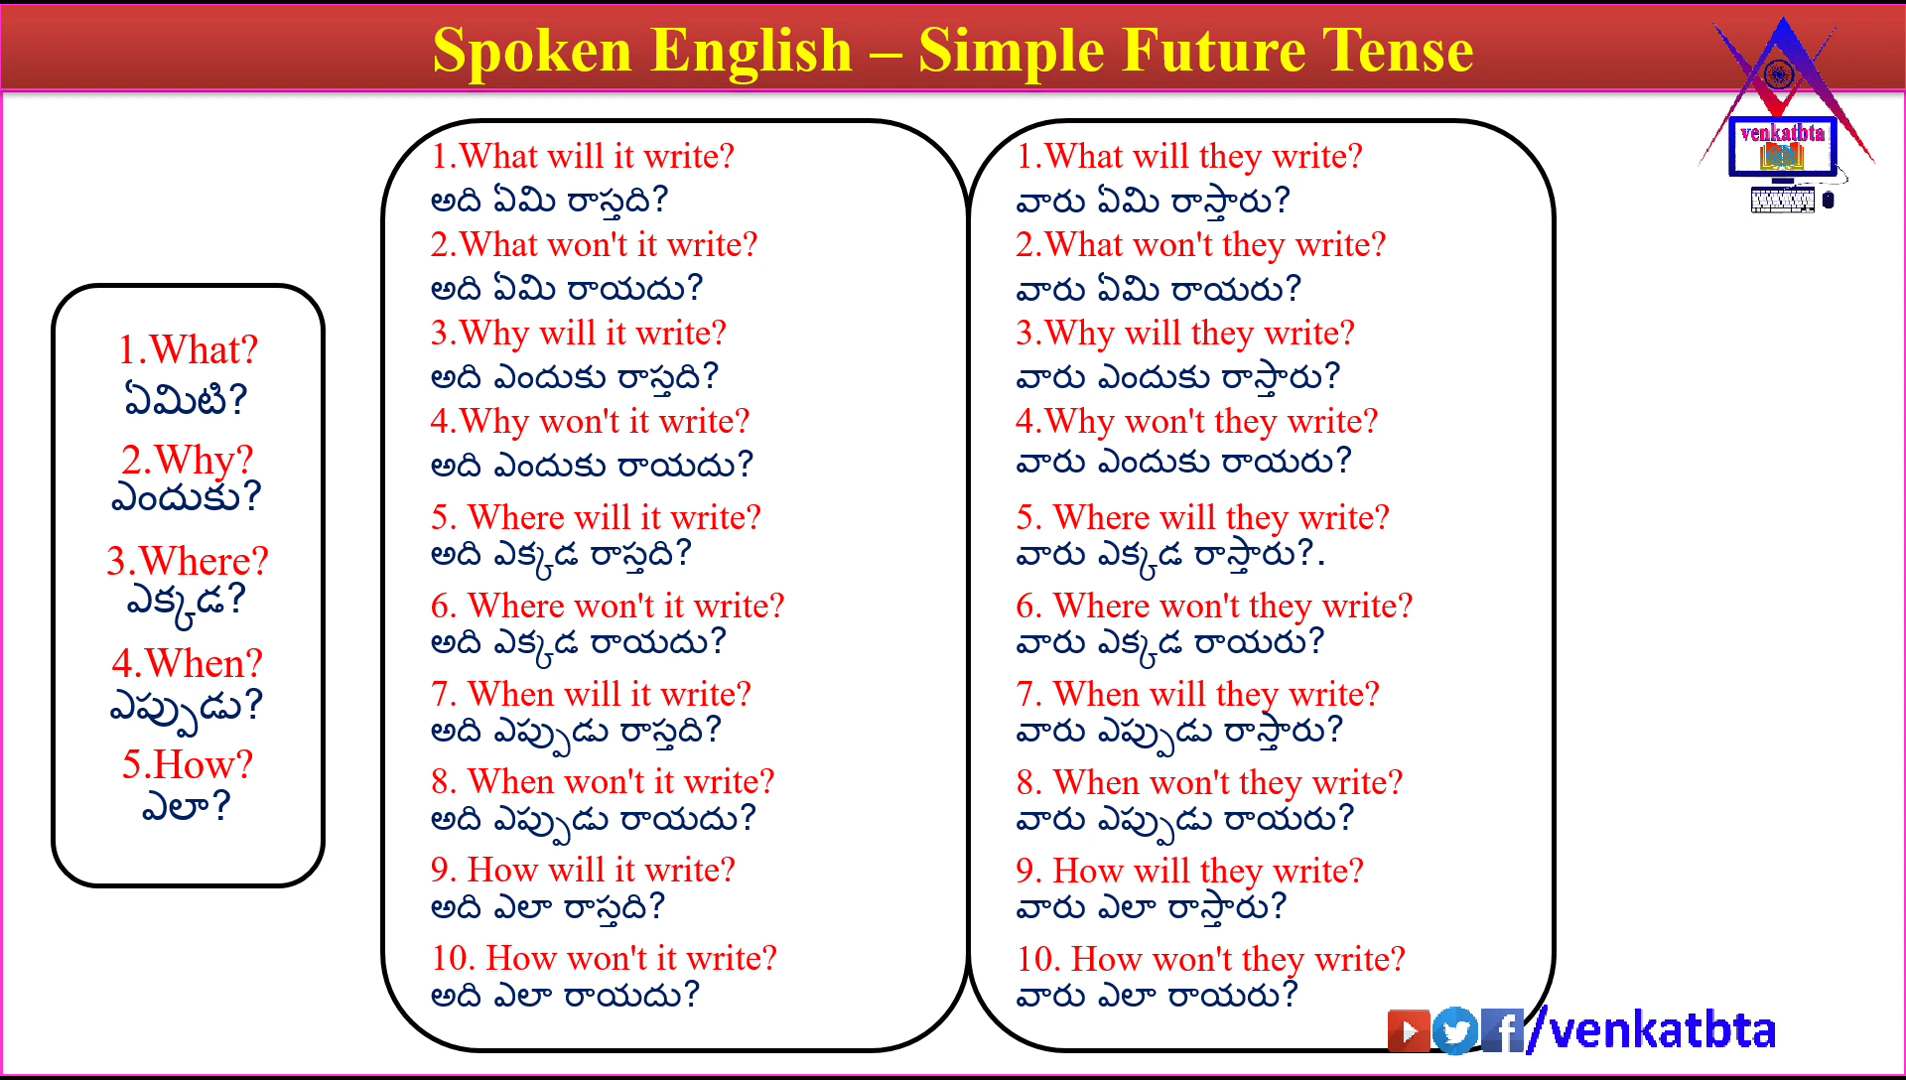 Spoken English – Simple Future Tense
venkatbta
1.What?
ఏమిటి?
2.Why?
ఎందుకు?
3.Where?
ఎక్కడ?
4.When?
ఎప్పుడు?
5.How?
ఎలా?
1.What will it write?
అది ఏమి రాస్తది?
2.What won't it write?
అది ఏమి రాయదు?
3.Why will it write?
అది ఎందుకు రాస్తది?
4.Why won't it write?
అది ఎందుకు రాయదు?
5. Where will it write?
అది ఎక్కడ రాస్తది?
6. Where won't it write?
అది ఎక్కడ రాయదు?
7. When will it write?
అది ఎప్పుడు రాస్తది?
8. When won't it write?
అది ఎప్పుడు రాయదు?
9. How will it write?
అది ఎలా రాస్తది?
10. How won't it write?
అది ఎలా రాయదు?
1.What will they write?
వారు ఏమి రాస్తారు?
2.What won't they write?
వారు ఏమి రాయరు?
3.Why will they write?
వారు ఎందుకు రాస్తారు?
4.Why won't they write?
వారు ఎందుకు రాయరు?
5. Where will they write?
వారు ఎక్కడ రాస్తారు?.
6. Where won't they write?
వారు ఎక్కడ రాయరు?
7. When will they write?
వారు ఎప్పుడు రాస్తారు?
8. When won't they write?
వారు ఎప్పుడు రాయరు?
9. How will they write?
వారు ఎలా రాస్తారు?
10. How won't they write?
వారు ఎలా రాయరు?
/venkatbta